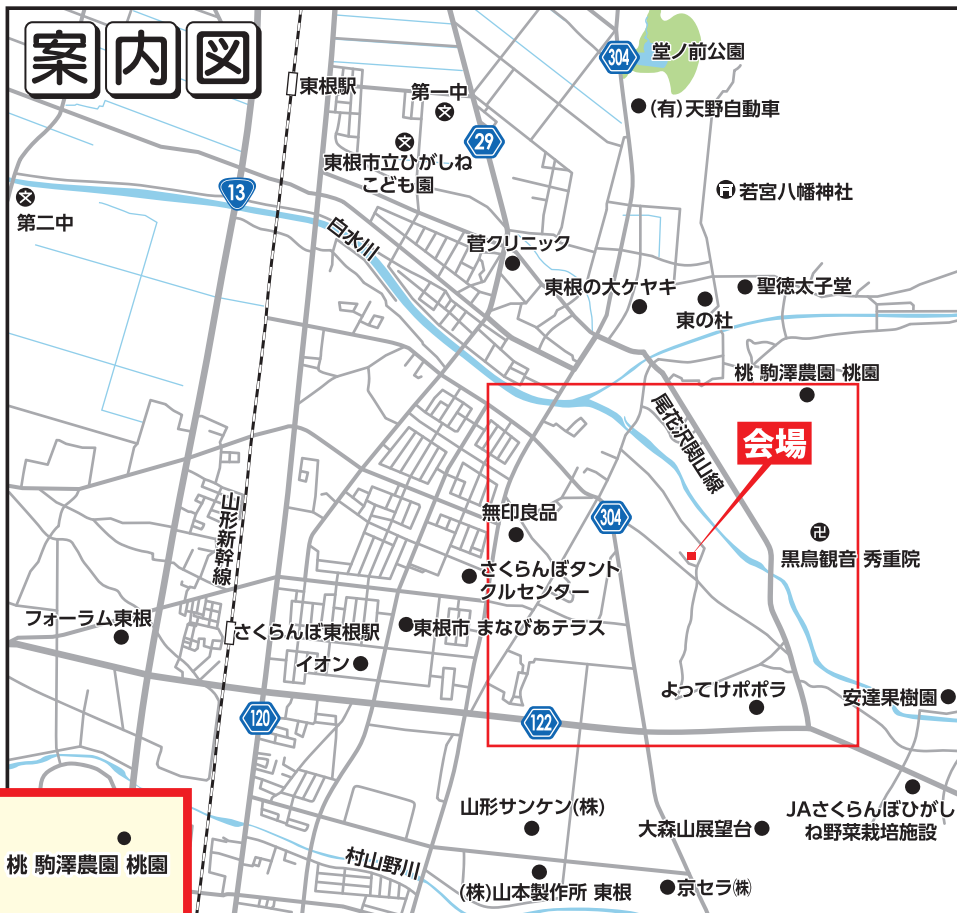 案内図
304
堂ノ前公園
東根駅
第一中
(有)天野自動車
29
東根市立ひがしね
こども園
13
若宮八幡神社
第二中
白水川
菅クリニック
東根の大ケヤキ
聖徳太子堂
東の杜
桃 駒澤農園 桃園
尾花沢関山線
会場
山形新幹線
無印良品
304
黒鳥観音 秀重院
さくらんぼタント
クルセンター
フォーラム東根
さくらんぼ東根駅
東根市 まなびあテラス
イオン
よってけポポラ
安達果樹園
120
122
山形サンケン(株)
大森山展望台
JAさくらんぼひがし
ね野菜栽培施設
桃 駒澤農園 桃園
村山野川
(株)山本製作所 東根
京セラ㈱